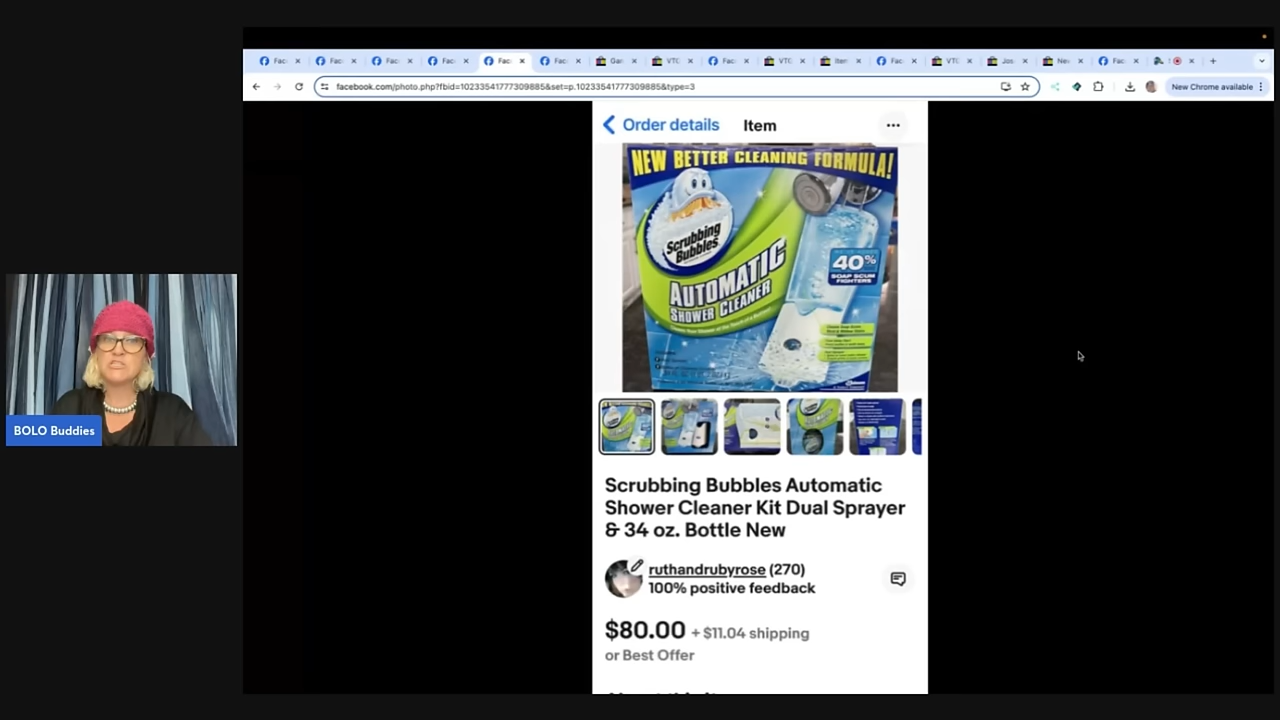 facebook.com/photo.php?fbid=10233541777309885&set=p.10233541777309885&type=3
New Chrome available
Order details
Item
NEW BETTER CLEANING FORMULA!
Scrubbing
Bubbles
AUTOMATIC
SHOWER CLEANER
40%
SOAP SCUM
FIGHTERS
Scrubbing Bubbles Automatic
Shower Cleaner Kit Dual Sprayer
& 34 oz. Bottle New
ruthandrubyrose (270)
100% positive feedback
$80.00 + $11.04 shipping
or Best Offer
BOLO Buddies